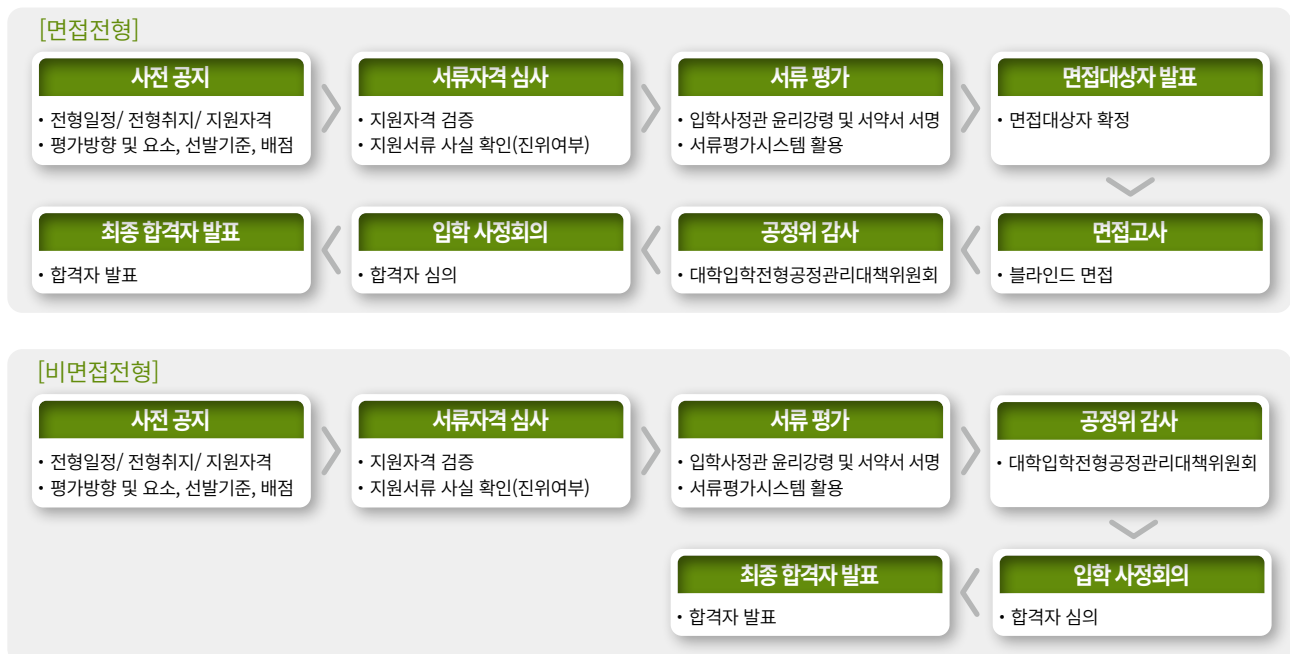 [면접전형]
사전 공지
• 전형일정/ 전형취지/ 지원자격
• 평가방향 및 요소, 선발기준, 배점
서류자격 심사
• 지원자격 검증
• 지원서류 사실 확인(진위여부)
서류 평가
• 입학사정관 윤리강령 및 서약서 서명
• 서류평가시스템 활용
면접대상자 발표
• 면접대상자 확정
면접고사
• 블라인드 면접
공정위 감사
• 대학입학전형공정관리대책위원회
입학 사정회의
• 합격자 심의
최종 합격자 발표
• 합격자 발표
[비면접전형]
사전 공지
• 전형일정/ 전형취지/ 지원자격
• 평가방향 및 요소, 선발기준, 배점
서류자격 심사
• 지원자격 검증
• 지원서류 사실 확인(진위여부)
서류 평가
• 입학사정관 윤리강령 및 서약서 서명
• 서류평가시스템 활용
공정위 감사
• 대학입학전형공정관리대책위원회
입학 사정회의
• 합격자 심의
최종 합격자 발표
• 합격자 발표